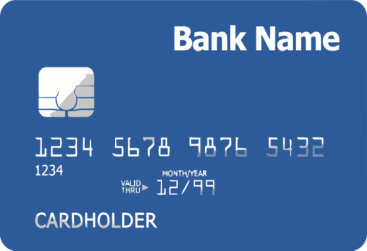 Bank Name
1234 5678 9876 5432
1234
MONTH/YEAR
VALID THRU ▶ 12/99
CARDHOLDER